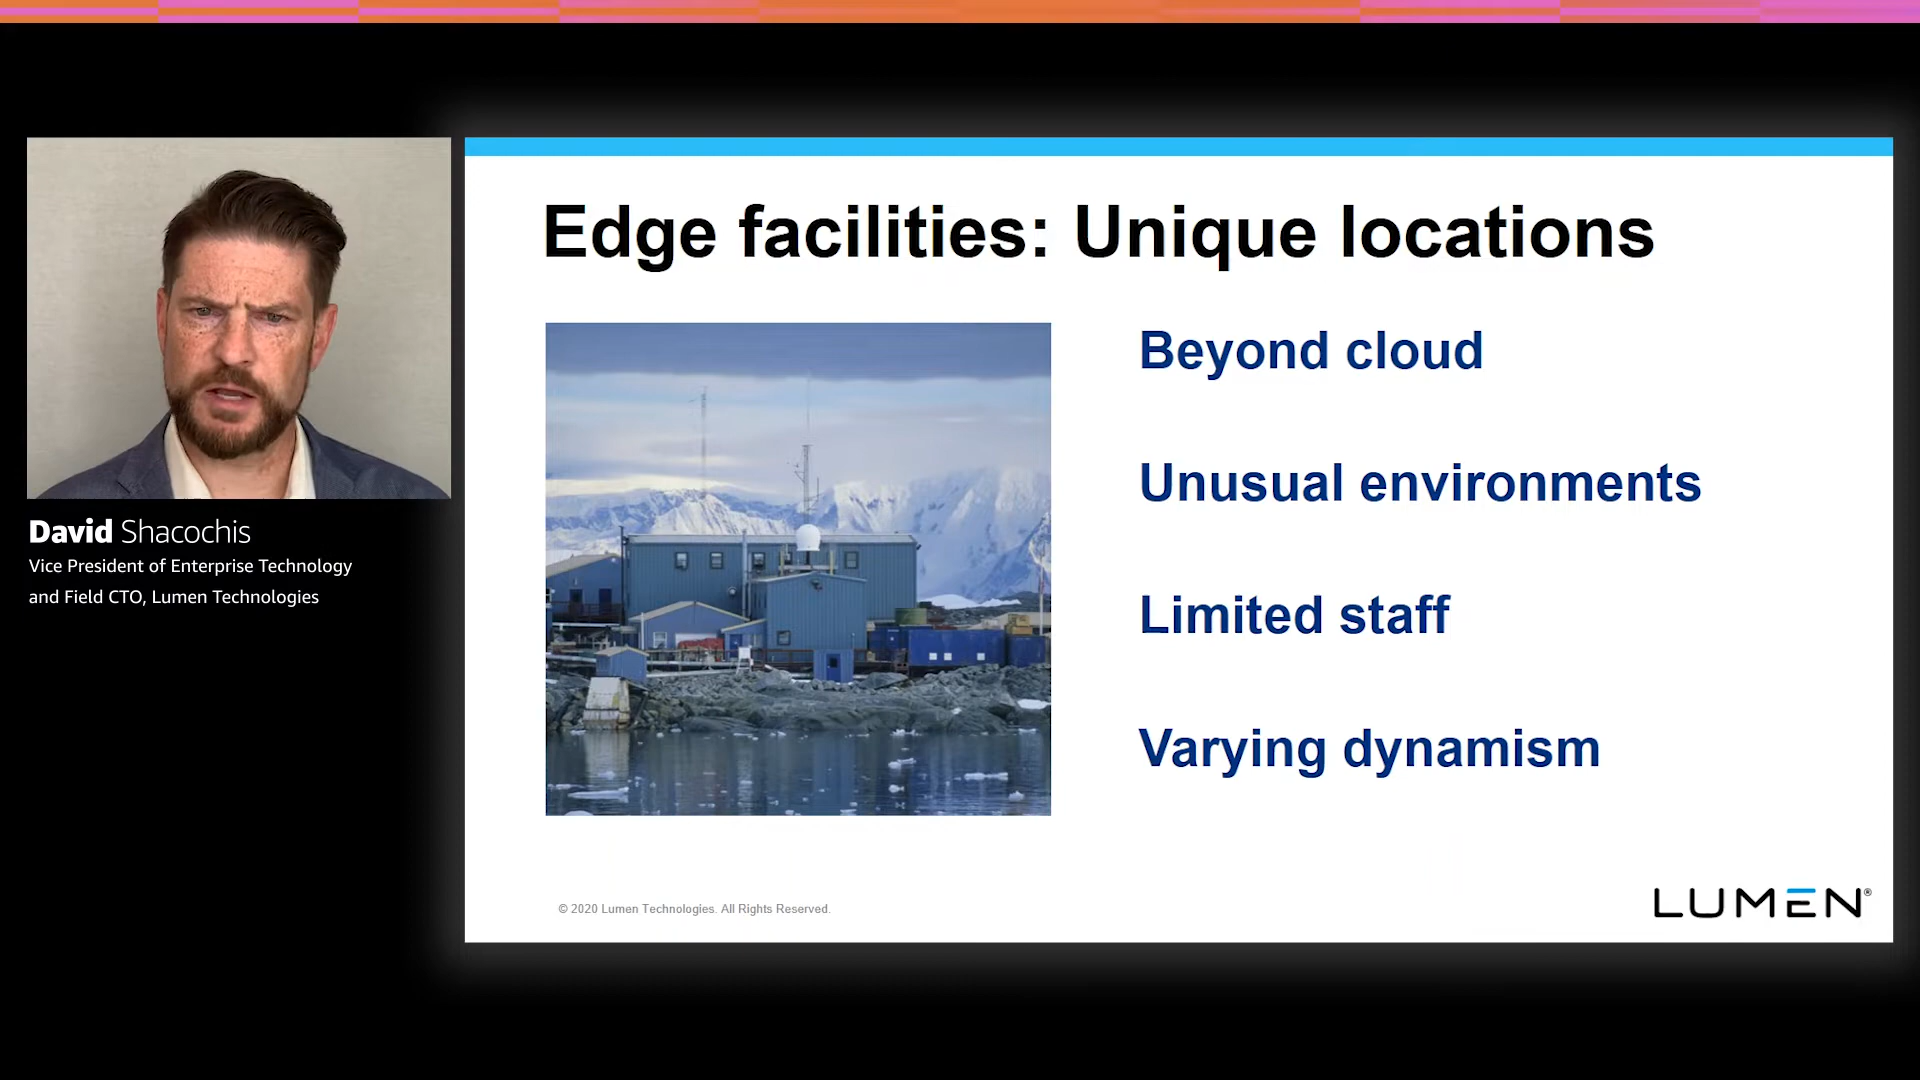 David Shacochis
Vice President of Enterprise Technology
and Field CTO, Lumen Technologies
Edge facilities: Unique locations
Beyond cloud
Unusual environments
Limited staff
Varying dynamism
© 2020 Lumen Technologies. All Rights Reserved.
LUMEN®